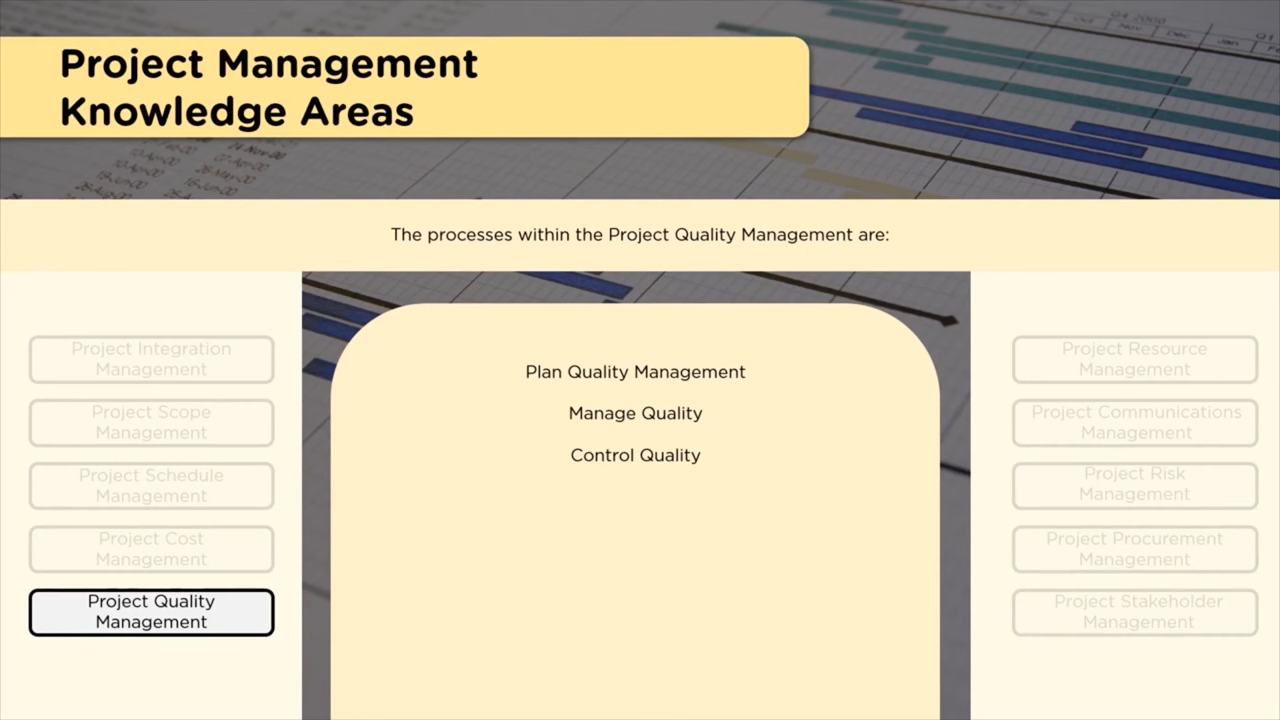 Project Management
Knowledge Areas
The processes within the Project Quality Management are:
Project Integration
Management
Project Scope
Management
Project Schedule
Management
Project Cost
Management
Project Quality
Management
Plan Quality Management
Manage Quality
Control Quality
Project Resource
Management
Project Communications
Management
Project Risk
Management
Project Procurement
Management
Project Stakeholder
Management